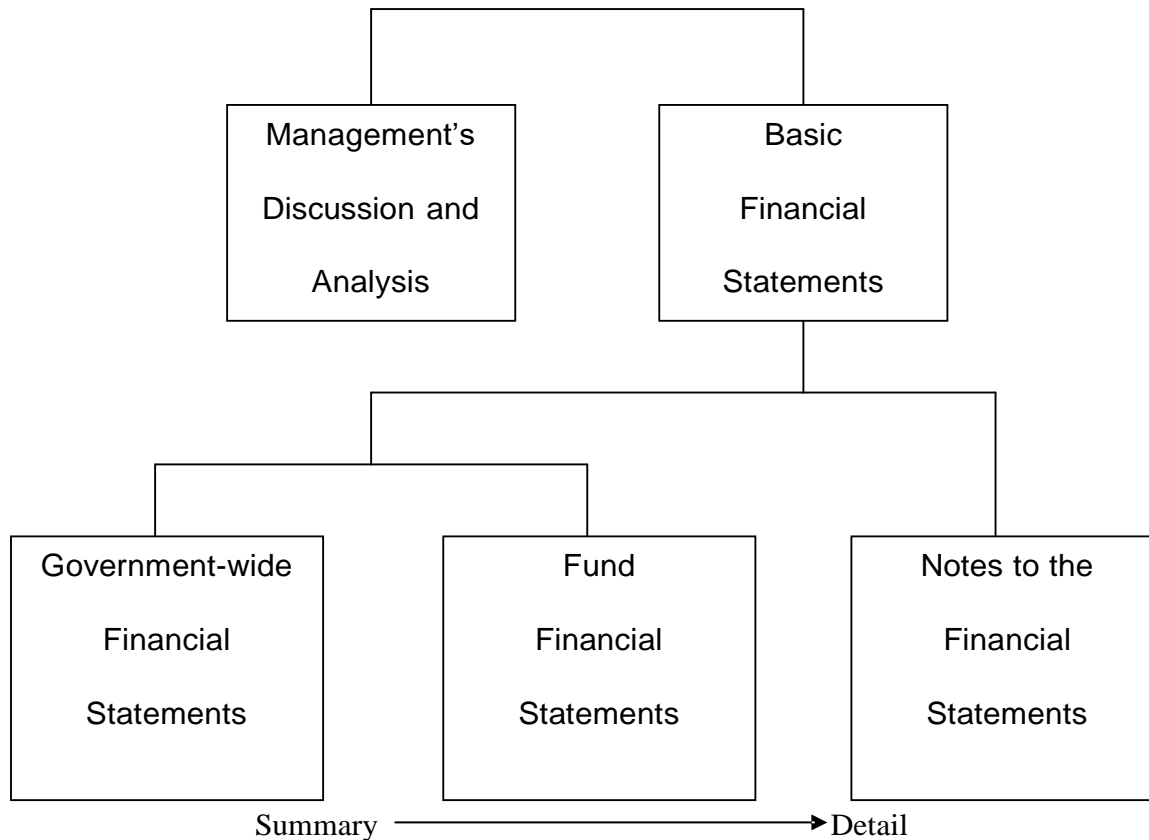 Management’s
Discussion and
Analysis
Basic
Financial
Statements
Government-wide
Financial
Statements
Fund
Financial
Statements
Notes to the
Financial
Statements
Summary
Detail